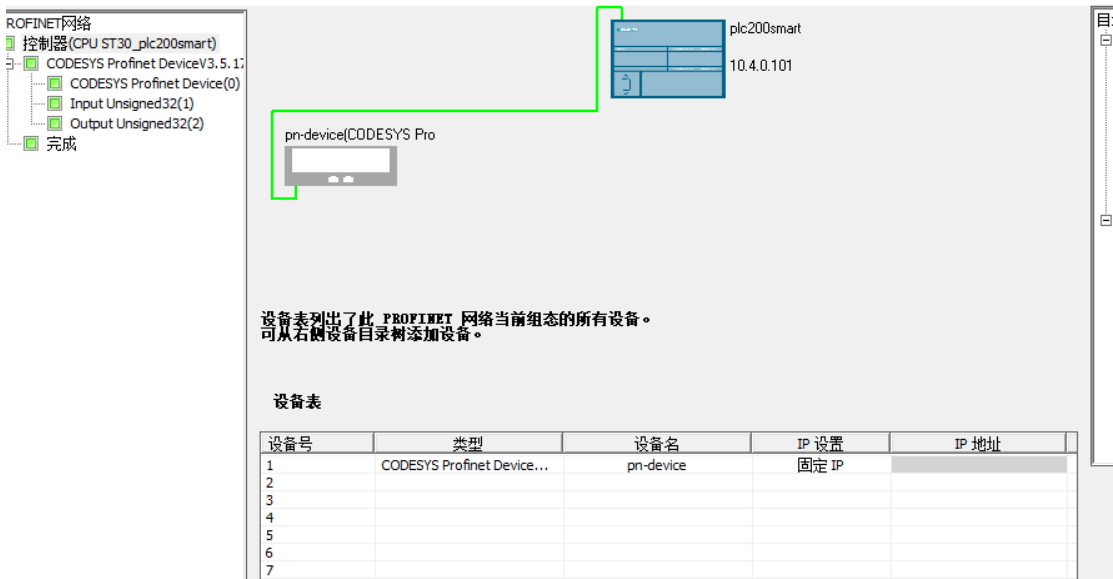 ROFINET网络
控制器(CPU ST30_plc200smart)
CODESYS Profinet DeviceV3.5.17
CODESYS Profinet Device(0)
Input Unsigned32(1)
Output Unsigned32(2)
完成
plc200smart
10.4.0.101
pn-device(CODESYS Pro
设备表列出了此 PROFINET 网络当前组态的所有设备。
可从右侧设备目录树添加设备。
设备表
设备号 类型 设备名 IP 设置 IP 地址
1 CODESYS Profinet Device... pn-device 固定 IP
2
3
4
5
6
7